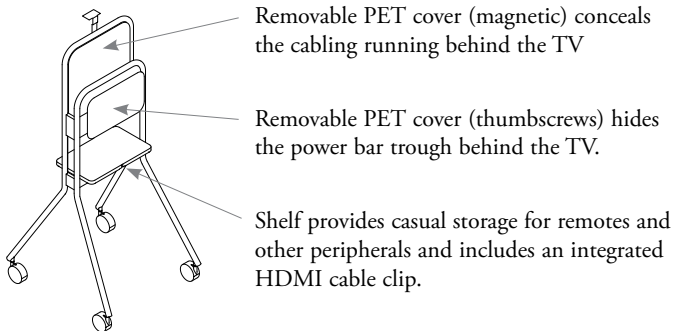 Removable PET cover (magnetic) conceals
the cabling running behind the TV
Removable PET cover (thumbscrews) hides
the power bar trough behind the TV.
Shelf provides casual storage for remotes and
other peripherals and includes an integrated
HDMI cable clip.